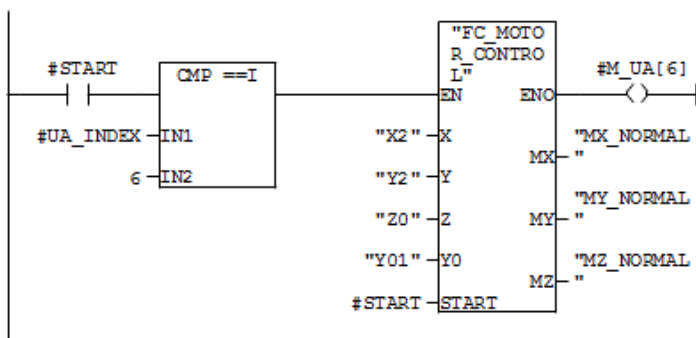 "FC_MOTO
R_CONTRO
L"
#START
CMP ==I
#M_UA[6]
EN ENO
#UA_INDEX IN1
"X2" X
"MX_NORMAL
MX "
6 IN2
"Y2" Y
"MY_NORMAL
"Z0" Z
MY "
"Y01" Y0
"MZ_NORMAL
MZ "
#START START